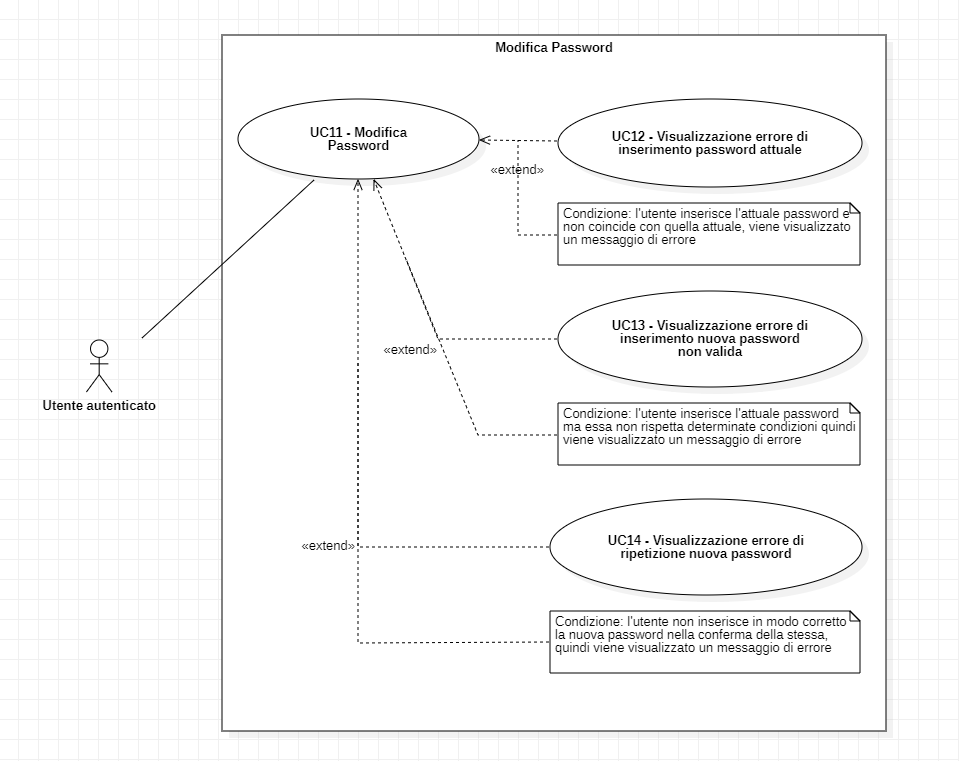 Modifica Password
UC11 - Modifica
Password
UC12 - Visualizzazione errore di
inserimento password attuale
«extend»
Condizione: l'utente inserisce l'attuale password e
non coincide con quella attuale, viene visualizzato
un messaggio di errore
UC13 - Visualizzazione errore di
inserimento nuova password
non valida
«extend»
Utente autenticato
Condizione: l'utente inserisce l'attuale password
ma essa non rispetta determinate condizioni quindi
viene visualizzato un messaggio di errore
UC14 - Visualizzazione errore di
ripetizione nuova password
«extend»
Condizione: l'utente non inserisce in modo corretto
la nuova password nella conferma della stessa,
quindi viene visualizzato un messaggio di errore